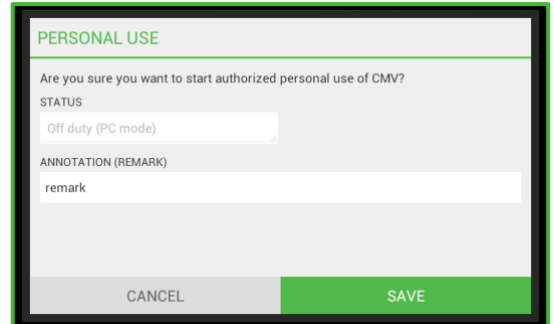 PERSONAL USE
Are you sure you want to start authorized personal use of CMV?
STATUS
Off duty (PC mode)
ANNOTATION (REMARK)
remark
CANCEL
SAVE